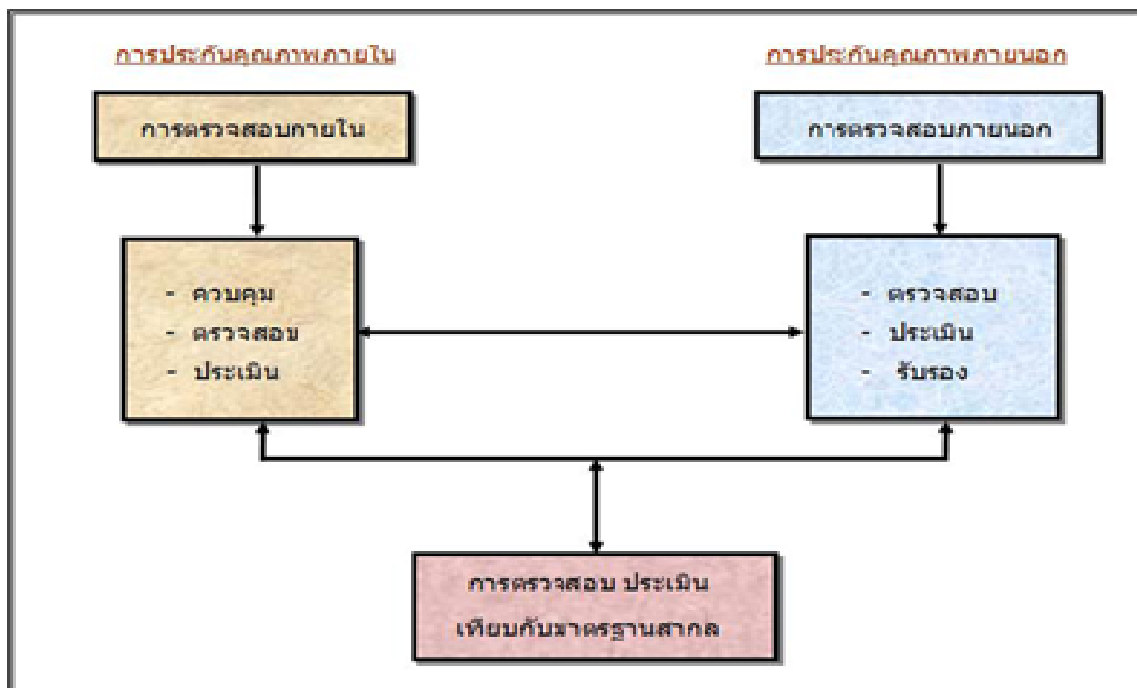 การประกันคุณภาพภายใน
การประกันคุณภาพภายนอก
การตรวจสอบภายใน
การตรวจสอบภายนอก
- ควบคุม
- ตรวจสอบ
- ประเมิน
- ตรวจสอบ
- ประเมิน
- รับรอง
การตรวจสอบ ประเมิน
เทียบกับมาตรฐานสากล